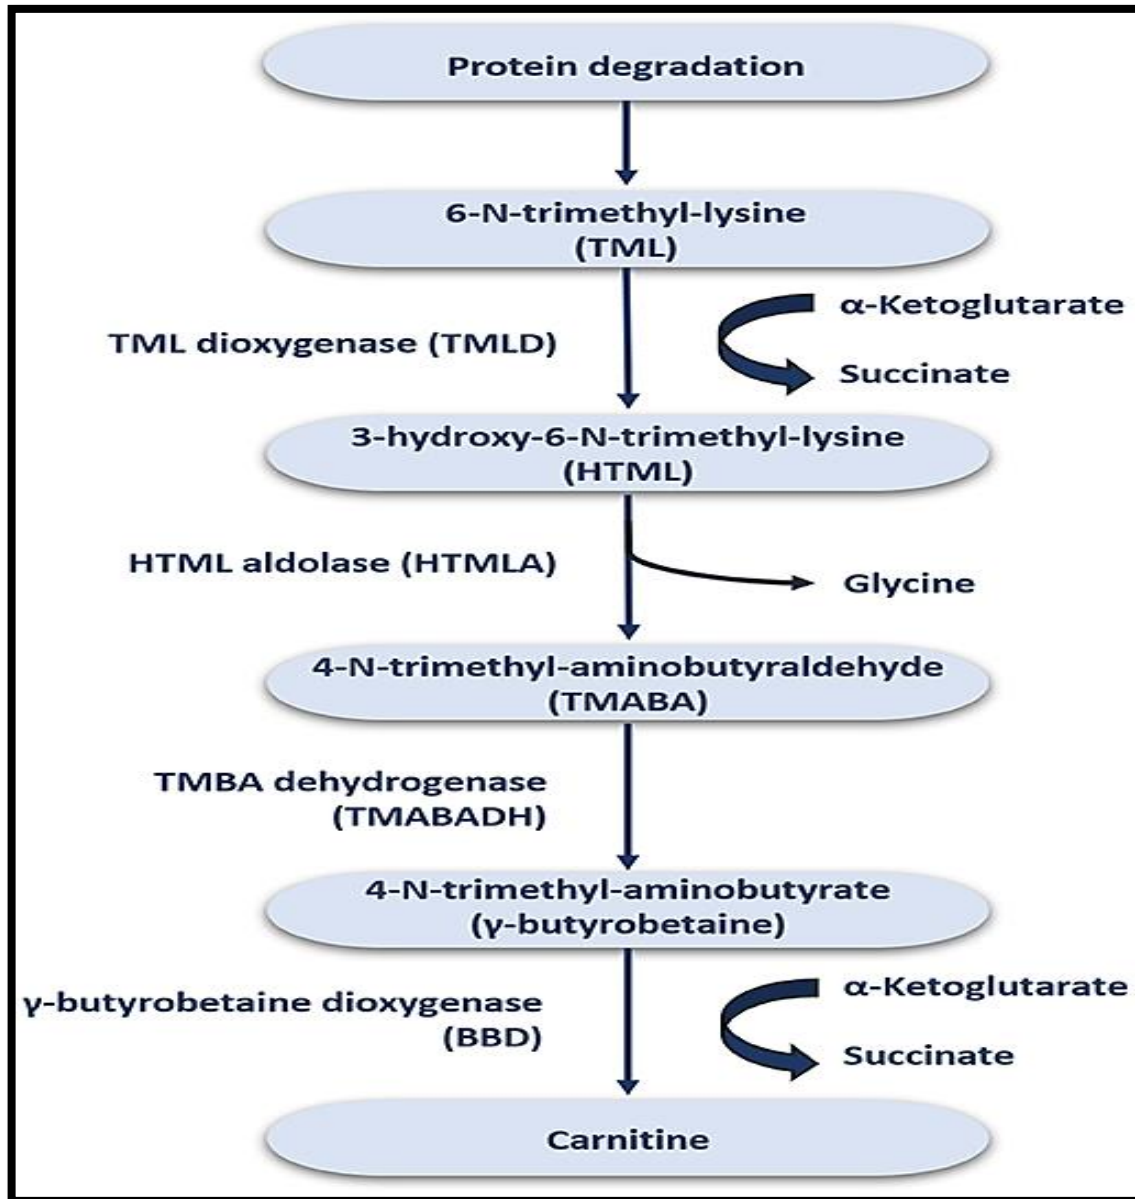 Protein degradation
6-N-trimethyl-lysine
(TML)
α-Ketoglutarate
TML dioxygenase (TMLD)
Succinate
3-hydroxy-6-N-trimethyl-lysine
(HTML)
HTML aldolase (HTMLA)
Glycine
4-N-trimethyl-aminobutyraldehyde
(TMABA)
TMBA dehydrogenase
(TMABADH)
4-N-trimethyl-aminobutyrate
(γ-butyrobetaine)
α-Ketoglutarate
γ-butyrobetaine dioxygenase
(BBD)
Succinate
Carnitine